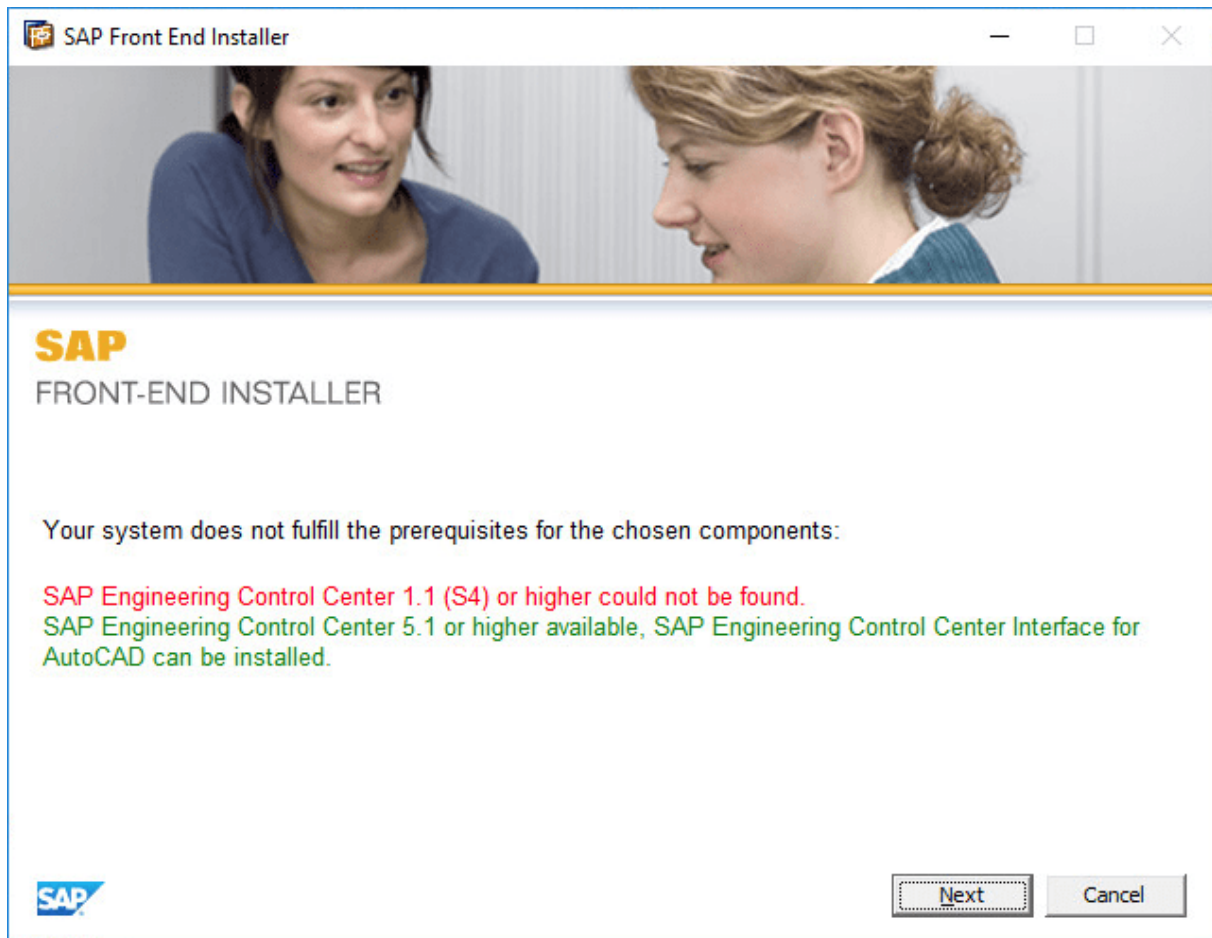 SAP Front End Installer
SAP
FRONT-END INSTALLER
Your system does not fulfill the prerequisites for the chosen components:
SAP Engineering Control Center 1.1 (S4) or higher could not be found.
SAP Engineering Control Center 5.1 or higher available, SAP Engineering Control Center Interface for
AutoCAD can be installed.
SAP
Next
Cancel